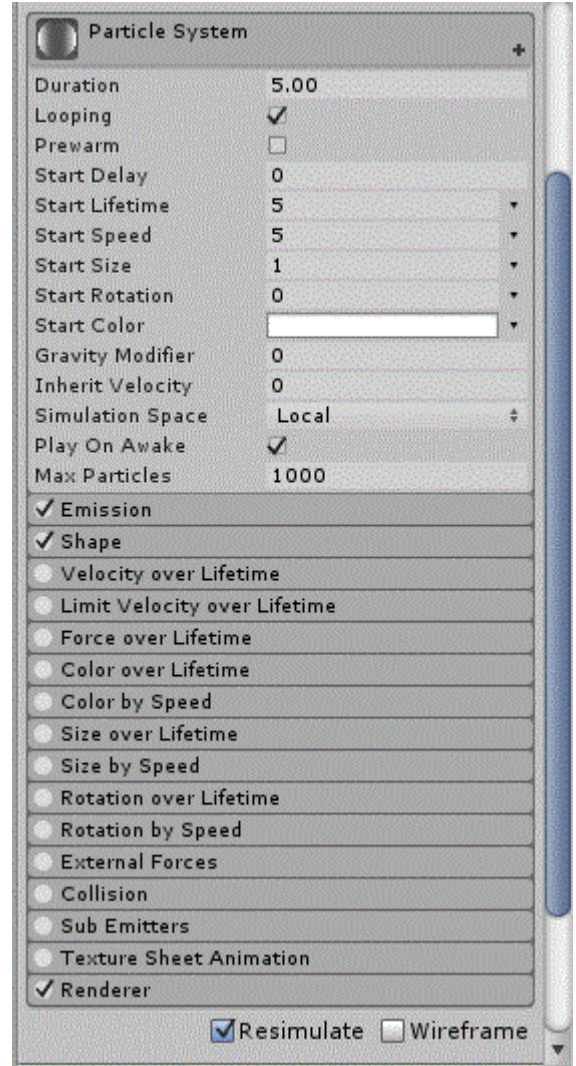 Particle System
Duration 5.00
Looping
Prewarm
Start Delay 0
Start Lifetime 5
Start Speed 5
Start Size 1
Start Rotation 0
Start Color
Gravity Modifier 0
Inherit Velocity 0
Simulation Space Local
Play On Awake
Max Particles 1000
Emission
Shape
Velocity over Lifetime
Limit Velocity over Lifetime
Force over Lifetime
Color over Lifetime
Color by Speed
Size over Lifetime
Size by Speed
Rotation over Lifetime
Rotation by Speed
External Forces
Collision
Sub Emitters
Texture Sheet Animation
Renderer
Resimulate Wireframe